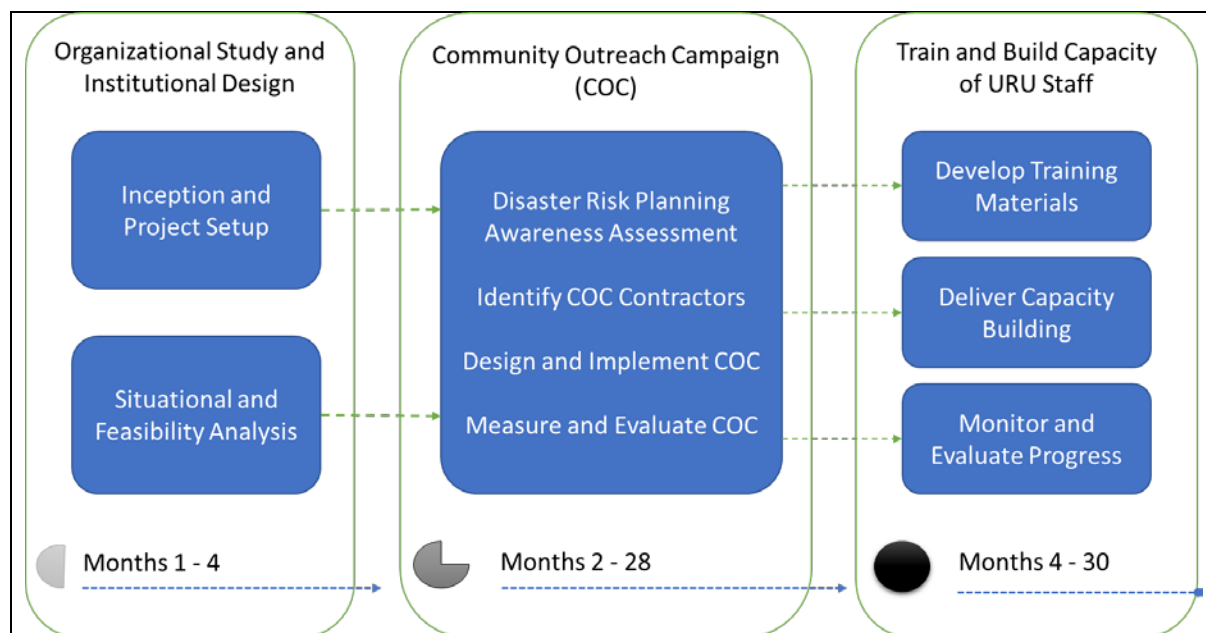 Organizational Study and
Institutional Design
Inception and
Project Setup
Situational and
Feasibility Analysis
Months 1 - 4
Community Outreach Campaign
(COC)
Disaster Risk Planning
Awareness Assessment
Identify COC Contractors
Design and Implement COC
Measure and Evaluate COC
Months 2 - 28
Train and Build Capacity
of URU Staff
Develop Training
Materials
Deliver Capacity
Building
Monitor and
Evaluate Progress
Months 4 - 30